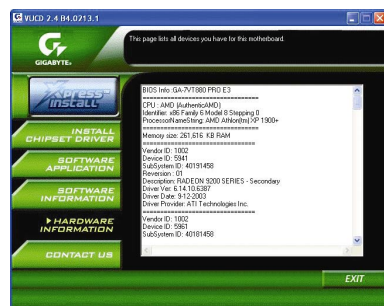 VUCD 2.4 B4.0213.1
GIGABYTE
This page lists all devices you have for this motherboard.
Xpress
INSTALL
INSTALL
CHIPSET DRIVER
SOFTWARE
APPLICATION
SOFTWARE
INFORMATION
HARDWARE
INFORMATION
CONTACT US
BIOS Info :GA-7VT880 PRO E3
==================================
CPU : AMD (AuthenticAMD)
Identifier: x86 Family 6 Model 8 Stepping 0
ProcessorNameString: AMD Athlon(tm) XP 1900+
==================================
Memory size: 261,616 KB RAM
==================================
Vendor ID: 1002
Device ID: 5941
SubSystem ID: 40191458
Reversion : 01
Description: RADEON 9200 SERIES - Secondary
Driver Ver: 6.14.10.6387
Driver Date: 9-12-2003
Driver Provider: ATI Technologies Inc.
==================================
Vendor ID: 1002
Device ID: 5961
SubSystem ID: 40181458
EXIT